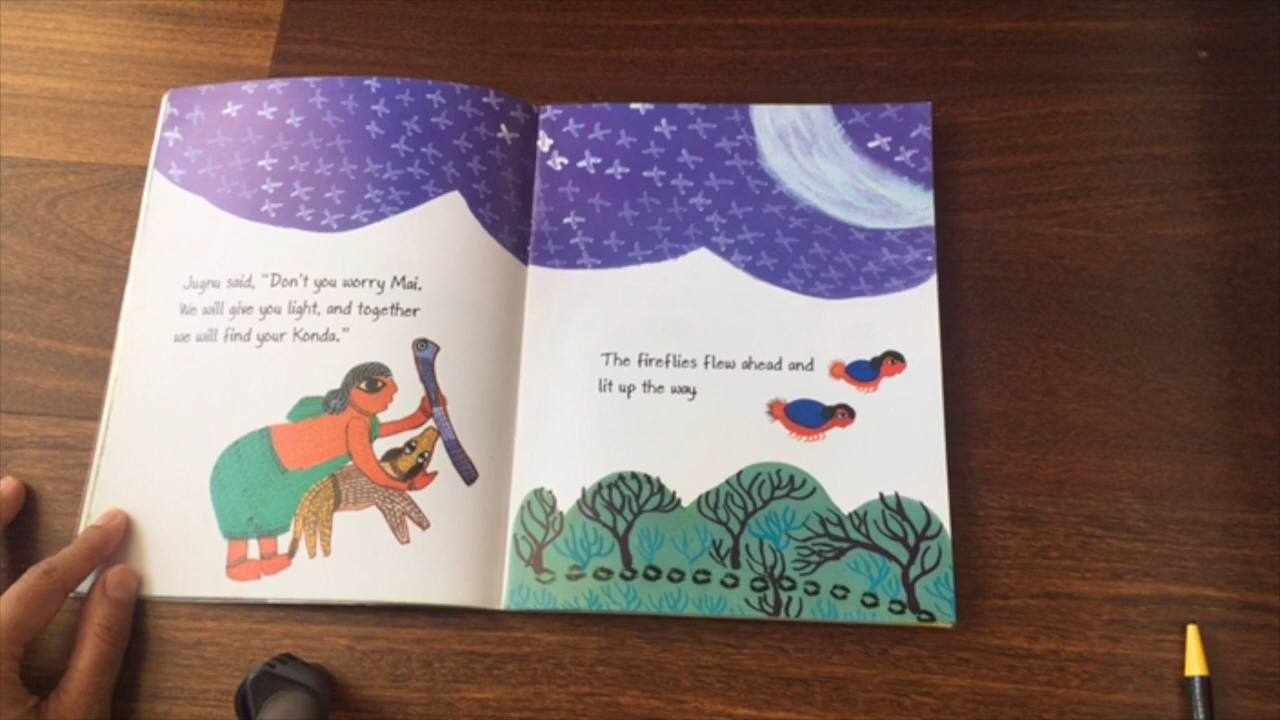 Jugnu said, "Don't you worry Mai.
We will give you light, and together
we will find your Konda."
The fireflies flew ahead and
lit up the way.